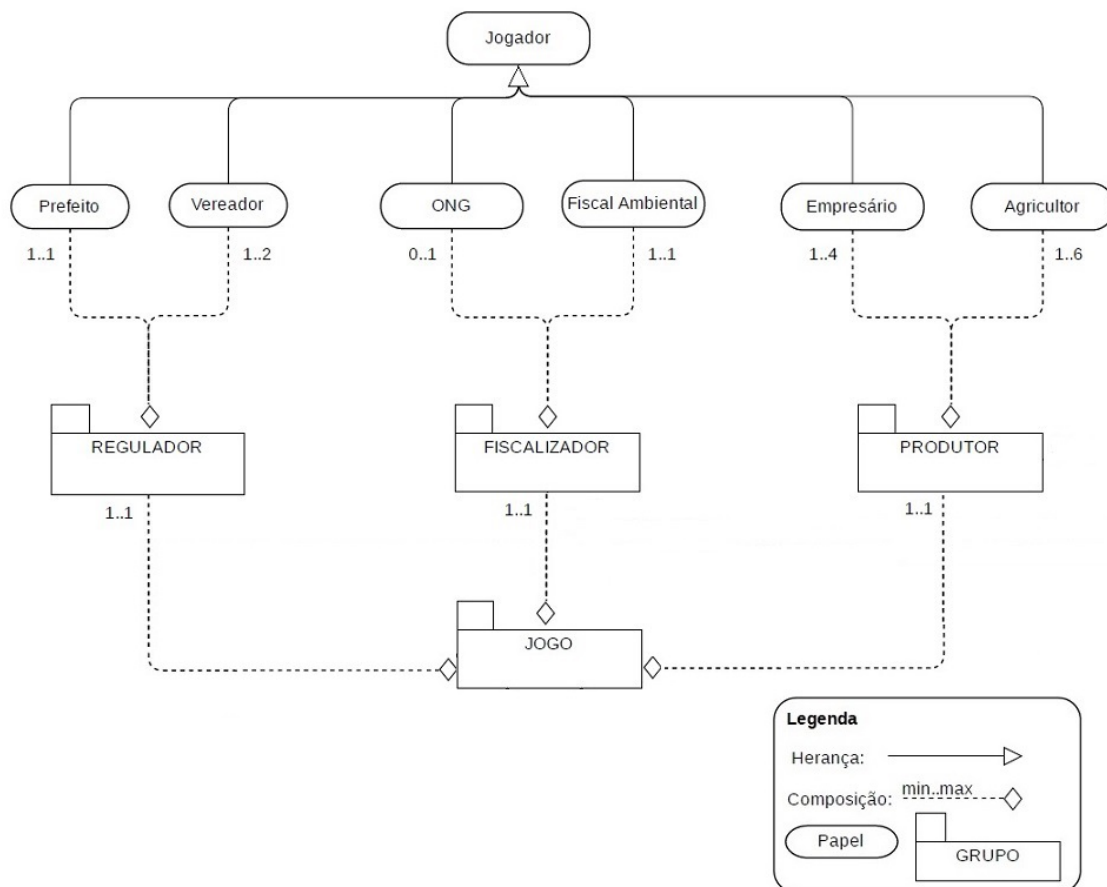 Jogador
Prefeito
Vereador
ONG
Fiscal Ambiental
Empresário
Agricultor
1..1
1..2
0..1
1..1
1..4
1..6
REGULADOR
FISCALIZADOR
PRODUTOR
1..1
1..1
1..1
JOGO
Legenda
Herança:
Composição:
min..max
Papel
GRUPO